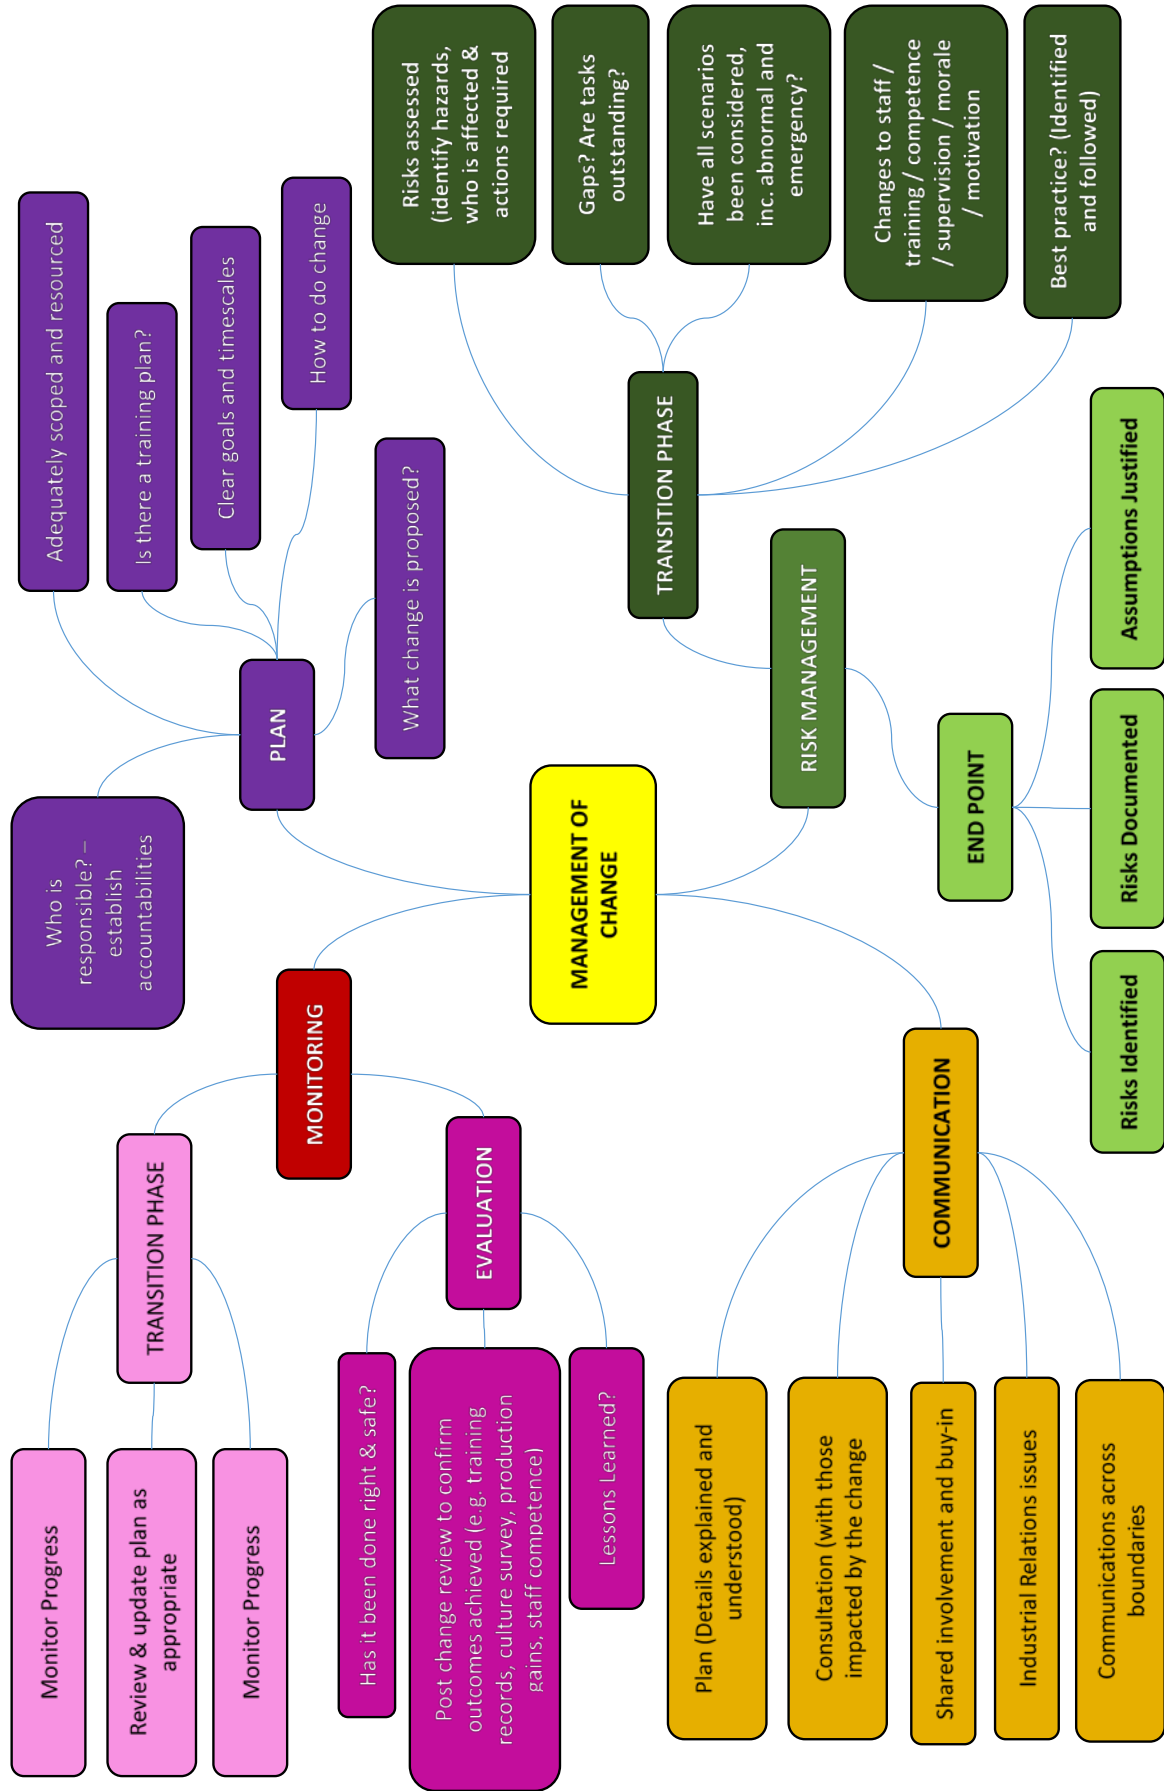 Monitor Progress
Review & update plan as
appropriate
Monitor Progress
TRANSITION PHASE
Has it been done right & safe?
Post change review to confirm
outcomes achieved (e.g. training
records, culture survey, production
gains, staff competence)
Lessons Learned?
EVALUATION
MONITORING
Who is
responsible? –
establish
accountabilities
PLAN
Adequately scoped and resourced
Is there a training plan?
Clear goals and timescales
How to do change
What change is proposed?
MANAGEMENT OF
CHANGE
Plan (Details explained and
understood)
Consultation (with those
impacted by the change
Shared involvement and buy-in
Industrial Relations issues
Communications across
boundaries
COMMUNICATION
RISK MANAGEMENT
TRANSITION PHASE
Risks assessed
(identify hazards,
who is affected &
actions required
Gaps? Are tasks
outstanding?
Have all scenarios
been considered,
inc. abnormal and
emergency?
Changes to staff /
training / competence
/ supervision / morale
/ motivation
Best practice? (Identified
and followed)
END POINT
Risks Identified
Risks Documented
Assumptions Justified